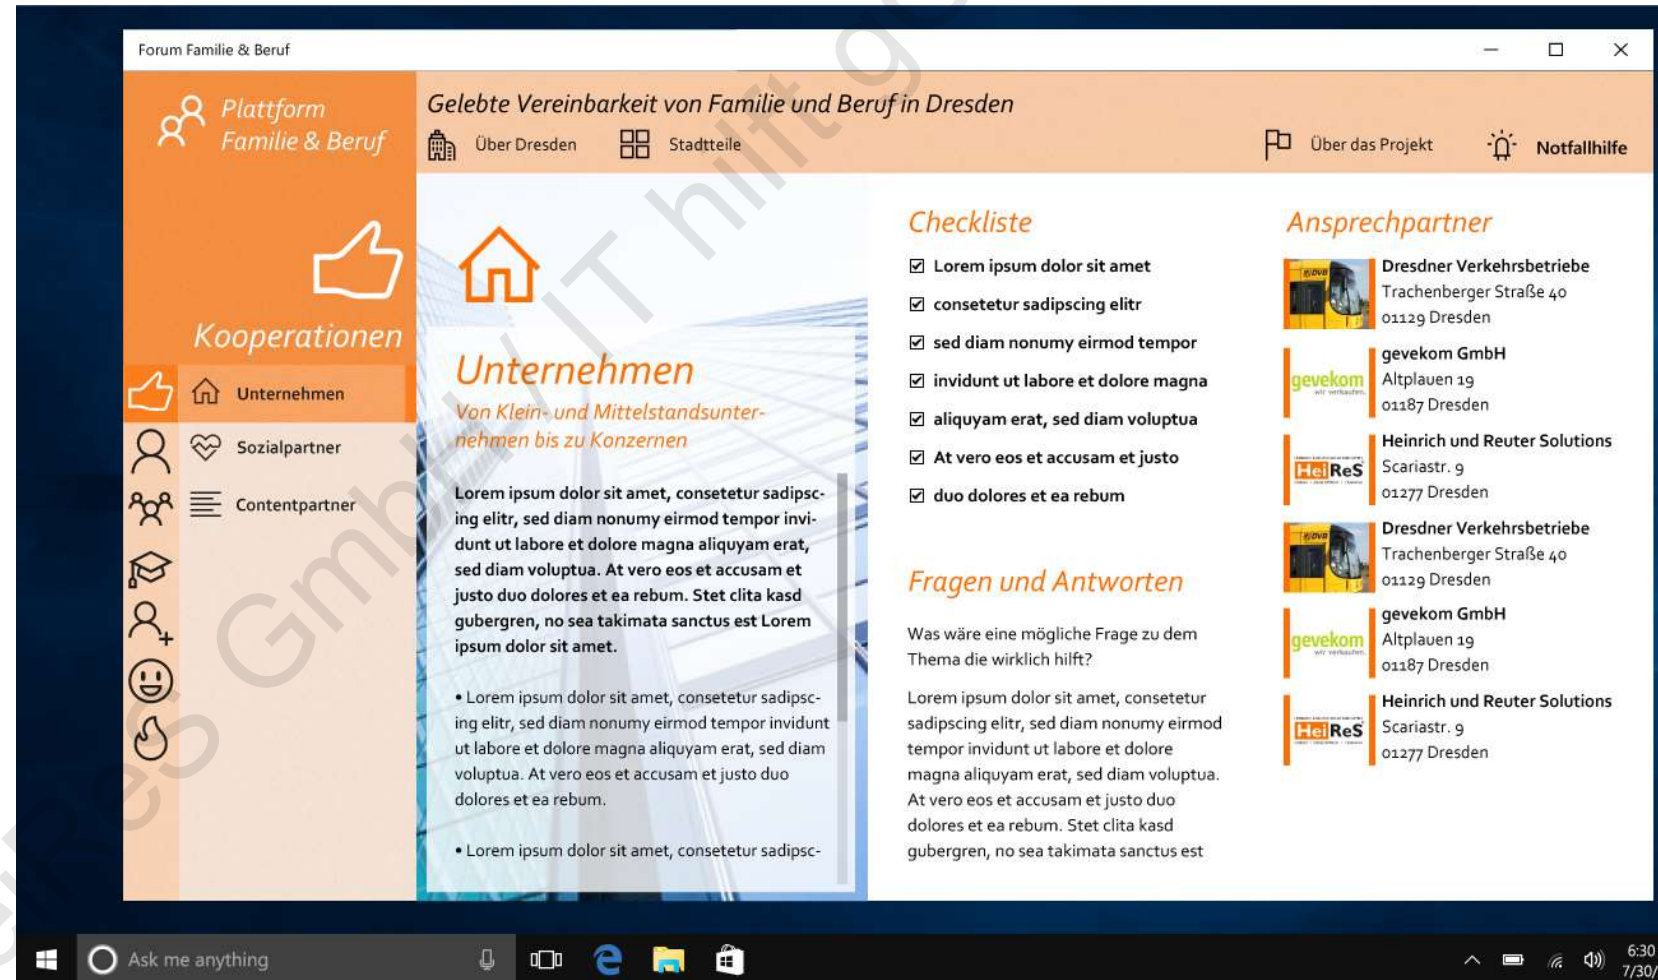 Forum Familie & Beruf
Plattform
Familie & Beruf
Gelebte Vereinbarkeit von Familie und Beruf in Dresden
Über Dresden
Stadtteile
Über das Projekt
Notfallhilfe
Kooperationen
Unternehmen
Sozialpartner
Contentpartner
Unternehmen
Von Klein- und Mittelstandsunter-
nehmen bis zu Konzernen
Lorem ipsum dolor sit amet, consetetur sadipsc-
ing elitr, sed diam nonumy eirmod tempor invi-
dunt ut labore et dolore magna aliquyam erat,
sed diam voluptua. At vero eos et accusam et
justo duo dolores et ea rebum. Stet clita kasd
gubergren, no sea takimata sanctus est Lorem
ipsum dolor sit amet.
• Lorem ipsum dolor sit amet, consetetur sadipsc-
ing elitr, sed diam nonumy eirmod tempor invidunt
ut labore et dolore magna aliquyam erat, sed diam
voluptua. At vero eos et accusam et justo duo
dolores et ea rebum.
• Lorem ipsum dolor sit amet, consetetur sadipsc-
Checkliste
Lorem ipsum dolor sit amet
consetetur sadipscing elitr
sed diam nonumy eirmod tempor
invidunt ut labore et dolore magna
aliquyam erat, sed diam voluptua
At vero eos et accusam et justo
duo dolores et ea rebum
Fragen und Antworten
Was wäre eine mögliche Frage zu dem
Thema die wirklich hilft?
Lorem ipsum dolor sit amet, consetetur
sadipscing elitr, sed diam nonumy eirmod
tempor invidunt ut labore et dolore
magna aliquyam erat, sed diam voluptua.
At vero eos et accusam et justo duo
dolores et ea rebum. Stet clita kasd
gubergren, no sea takimata sanctus est
Ansprechpartner
DVB
Dresdner Verkehrsbetriebe
Trachenberger Straße 40
01129 Dresden
gevekom
wir verkaufen.
gevekom GmbH
Altplauen 19
01187 Dresden
HeiReS
Heinrich und Reuter Solutions
Scariastr. 9
01277 Dresden
DVB
Dresdner Verkehrsbetriebe
Trachenberger Straße 40
01129 Dresden
gevekom
wir verkaufen.
gevekom GmbH
Altplauen 19
01187 Dresden
HeiReS
Heinrich und Reuter Solutions
Scariastr. 9
01277 Dresden
GmbH / IT hilft
Ask me anything
6:30
7/30/